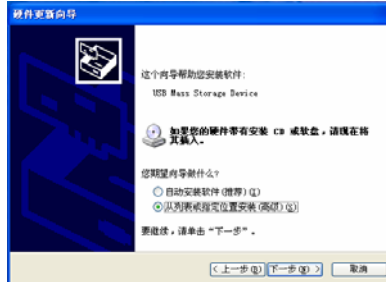 硬件更新向导
这个向导帮助您安装软件:
USB Mass Storage Device
如果您的硬件带有安装 CD 或软盘，请现在将
其插入。
您期望向导做什么?
自动安装软件(推荐)(I)
从列表或指定位置安装(高级)(S)
要继续，请单击“下一步”。
< 上一步(B)
下一步(N) >
取消